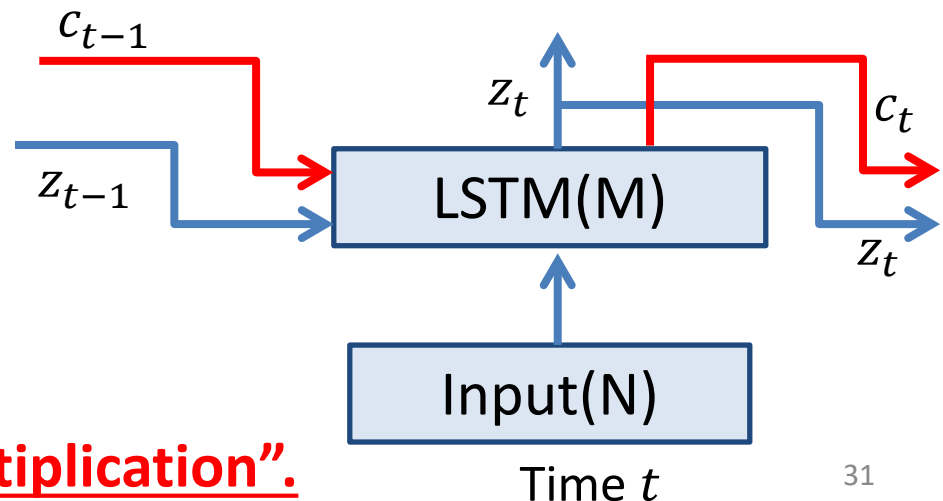 c_{t-1}
z_t
c_t
z_{t-1}
LSTM(M)
z_t
Input(N)
tiplication”.
Time t
31